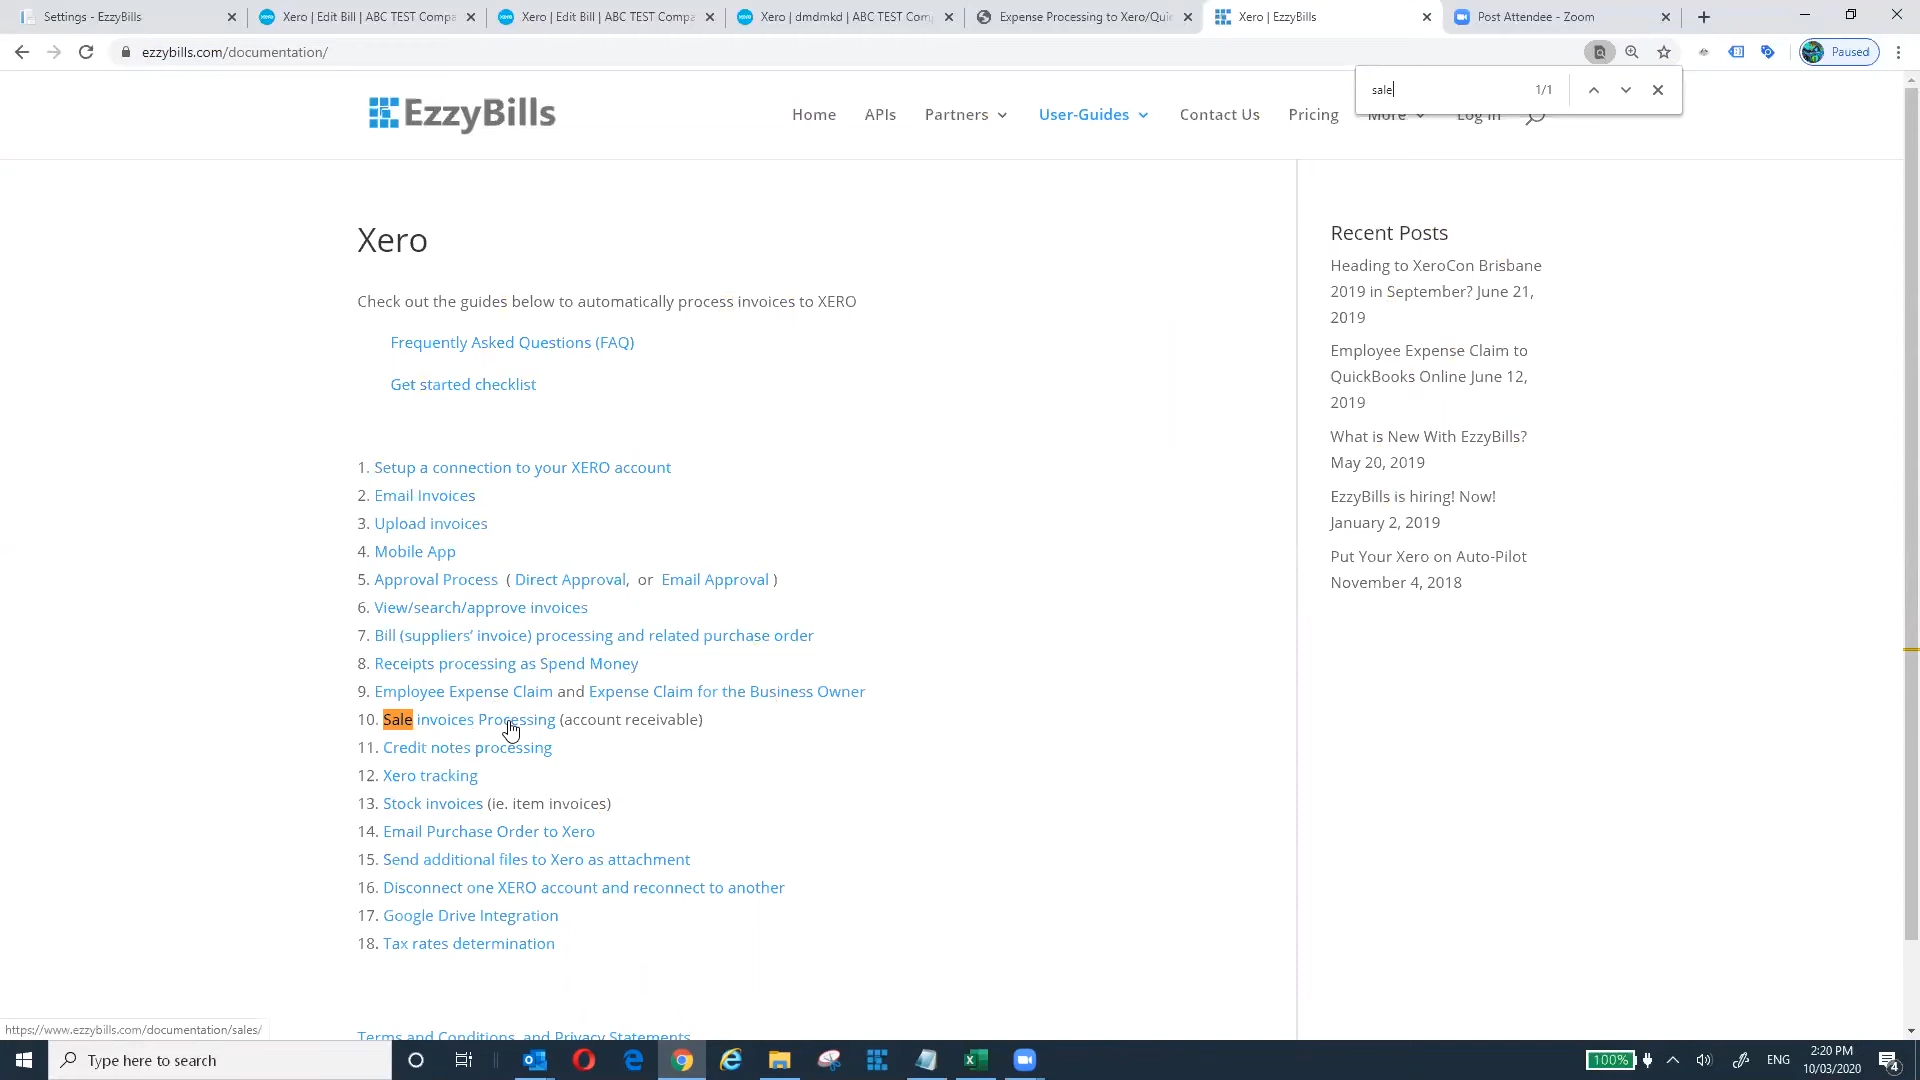 Settings - EzzyBills
Xero | Edit Bill | ABC TEST Compa
Xero | Edit Bill | ABC TEST Compa
Xero | dmdmkd | ABC TEST Com
Expense Processing to Xero/Quic
Xero | EzzyBills
Post Attendee - Zoom
ezzybills.com/documentation/
Paused
sale
1/1
EzzyBills
Home
APIs
Partners
User-Guides
Contact Us
Pricing
More
Log in
Xero
Check out the guides below to automatically process invoices to XERO
Frequently Asked Questions (FAQ)
Get started checklist
1. Setup a connection to your XERO account
2. Email Invoices
3. Upload invoices
4. Mobile App
5. Approval Process ( Direct Approval, or Email Approval )
6. View/search/approve invoices
7. Bill (suppliers’ invoice) processing and related purchase order
8. Receipts processing as Spend Money
9. Employee Expense Claim and Expense Claim for the Business Owner
10. Sale invoices Processing (account receivable)
11. Credit notes processing
12. Xero tracking
13. Stock invoices (ie. item invoices)
14. Email Purchase Order to Xero
15. Send additional files to Xero as attachment
16. Disconnect one XERO account and reconnect to another
17. Google Drive Integration
18. Tax rates determination
Terms and Conditions, and Privacy Statements
Recent Posts
Heading to XeroCon Brisbane
2019 in September? June 21,
2019
Employee Expense Claim to
QuickBooks Online June 12,
2019
What is New With EzzyBills?
May 20, 2019
EzzyBills is hiring! Now!
January 2, 2019
Put Your Xero on Auto-Pilot
November 4, 2018
https://www.ezzybills.com/documentation/sales/
Type here to search
100%
ENG
2:20 PM
10/03/2020
4